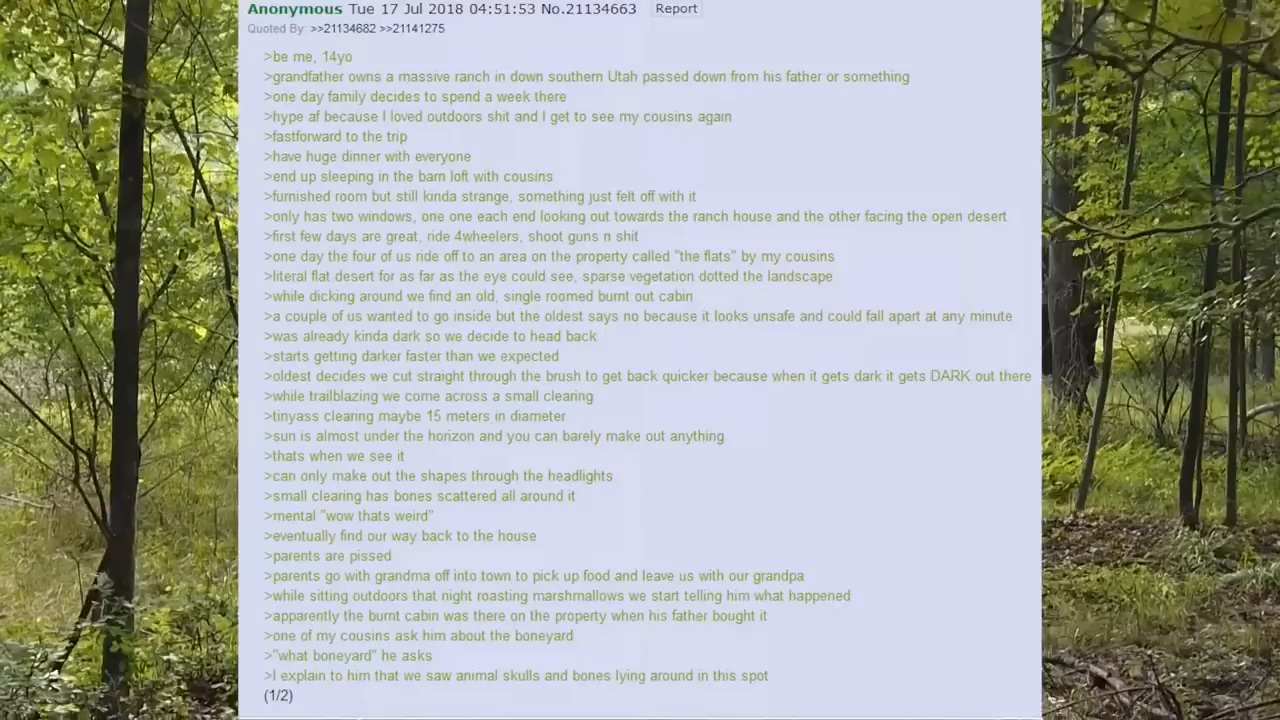 Anonymous Tue 17 Jul 2018 04:51:53 No.21134663 Report
Quoted By: >>21134682 >>21141275
>be me, 14yo
>grandfather owns a massive ranch in down southern Utah passed down from his father or something
>one day family decides to spend a week there
>hype af because I loved outdoors shit and I get to see my cousins again
>fastforward to the trip
>have huge dinner with everyone
>end up sleeping in the barn loft with cousins
>furnished room but still kinda strange, something just felt off with it
>only has two windows, one one each end looking out towards the ranch house and the other facing the open desert
>first few days are great, ride 4wheelers, shoot guns n shit
>one day the four of us ride off to an area on the property called "the flats" by my cousins
>literal flat desert for as far as the eye could see, sparse vegetation dotted the landscape
>while dicking around we find an old, single roomed burnt out cabin
>a couple of us wanted to go inside but the oldest says no because it looks unsafe and could fall apart at any minute
>was already kinda dark so we decide to head back
>starts getting darker faster than we expected
>oldest decides we cut straight through the brush to get back quicker because when it gets dark it gets DARK out there
>while trailblazing we come across a small clearing
>tinyass clearing maybe 15 meters in diameter
>sun is almost under the horizon and you can barely make out anything
>thats when we see it
>can only make out the shapes through the headlights
>small clearing has bones scattered all around it
>mental "wow thats weird"
>eventually find our way back to the house
>parents are pissed
>parents go with grandma off into town to pick up food and leave us with our grandpa
>while sitting outdoors that night roasting marshmallows we start telling him what happened
>apparently the burnt cabin was there on the property when his father bought it
>one of my cousins ask him about the boneyard
>"what boneyard" he asks
>I explain to him that we saw animal skulls and bones lying around in this spot
(1/2)